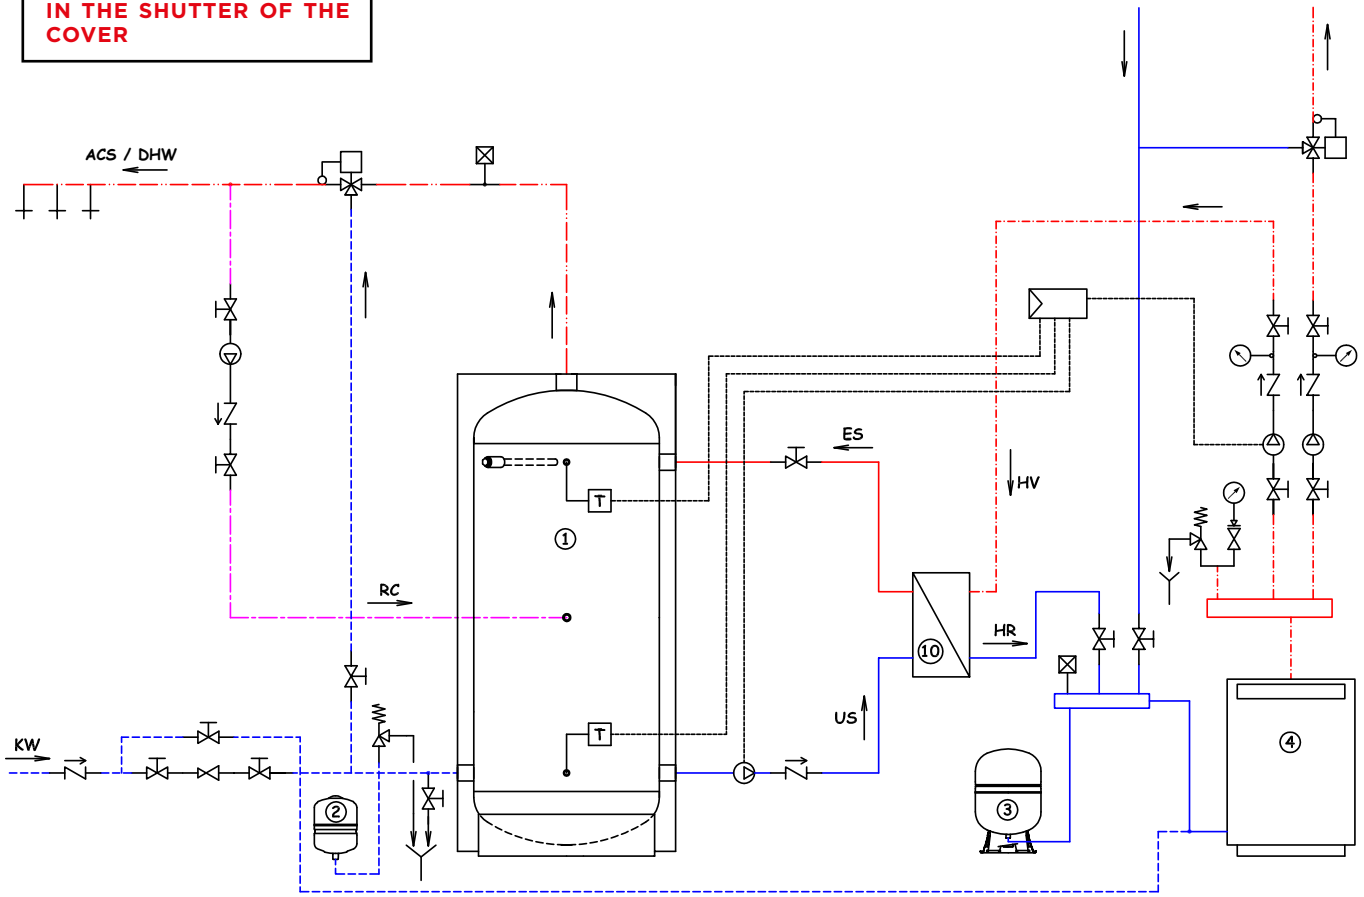 IN THE SHUTTER OF THE
COVER
ACS / DHW
ES
HV
T
1
RC
HR
10
US
T
KW
2
3
4